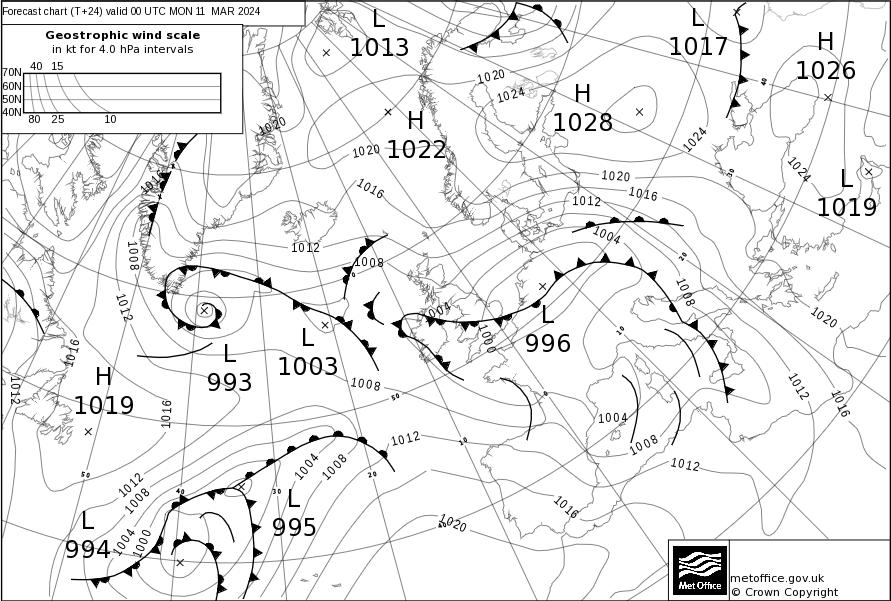 Forecast chart (T+24) valid 00 UTC MON 11 MAR 2024
Geostrophic wind scale
in kt for 4.0 hPa intervals
40 15
70N
60N
50N
40N
80 25 10
L
1013
L
1017
H
1026
H
1028
H
1022
L
1019
L
996
L
1003
L
993
H
1019
L
995
L
994
1020
1024
1020
1020
1016
1016
1012
1008
1012
1008
1020
1016
1012
1004
1024
1024
1008
1020
1004
1000
1012
1016
1012
1016
1016
1008
1012
1004
1008
1012
1016
1020
1012
1008
1004
1000
1004
1008
1012
1016
40
30
20
10
0
10
20
30
40
50
50
metoffice.gov.uk
© Crown Copyright
Met Office